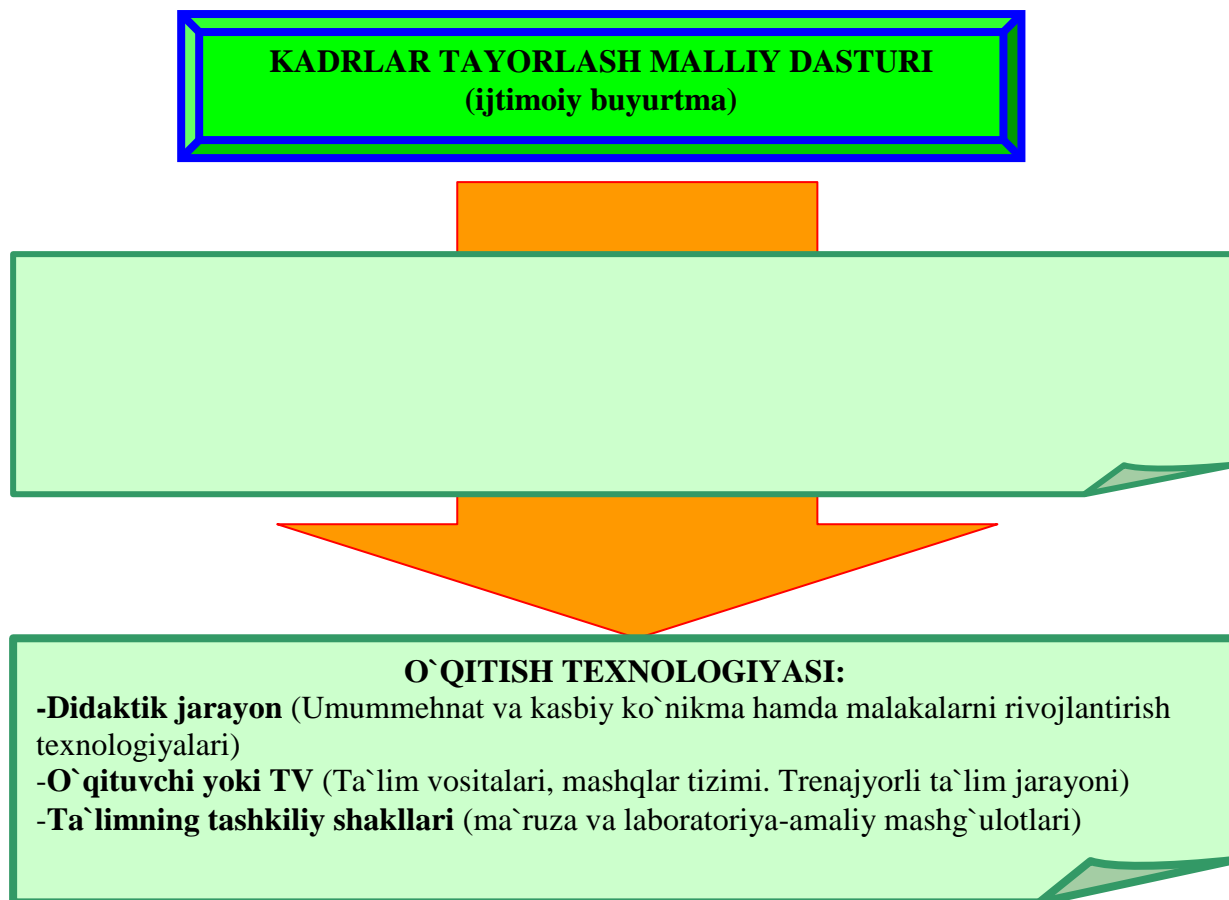 KADRLAR TAYORLASH MALLIY DASTURI
(ijtimoiy buyurtma)
O`QITISH TEXNOLOGIYASI:
-Didaktik jarayon (Umummehnat va kasbiy ko`nikma hamda malakalarni rivojlantirish
texnologiyalari)
-O`qituvchi yoki TV (Ta`lim vositalari, mashqlar tizimi. Trenajyorli ta`lim jarayoni)
-Ta`limning tashkiliy shakllari (ma`ruza va laboratoriya-amaliy mashg`ulotlari)